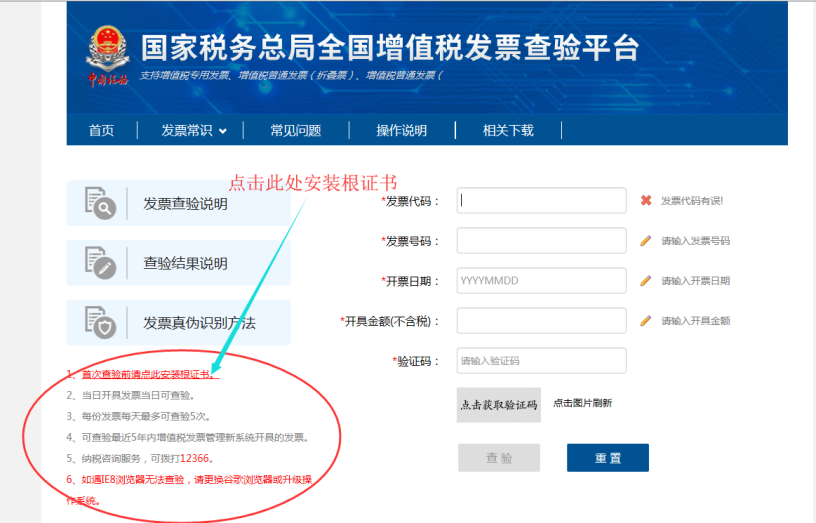 国家税务总局全国增值税发票查验平台
中国税务
支持增值税专用发票、增值税普通发票（折叠票）、增值税普通发票（
首页 发票常识 常见问题 操作说明 相关下载
点击此处安装根证书
发票查验说明
查验结果说明
发票真伪识别方法
1、首次查验前请点此安装根证书。
2、当日开具发票当日可查验。
3、每份发票每天最多可查验5次。
4、可查验最近5年内增值税发票管理新系统开具的发票。
5、纳税咨询服务，可拨打12366。
6、如遇IE8浏览器无法查验，请更换谷歌浏览器或升级操
作系统。
*发票代码： 发票代码有误!
*发票号码： 请输入发票号码
*开票日期： YYYYMMDD 请输入开票日期
*开具金额(不含税)： 请输入开具金额
*验证码： 请输入验证码
点击获取验证码 点击图片刷新
查 验 重 置